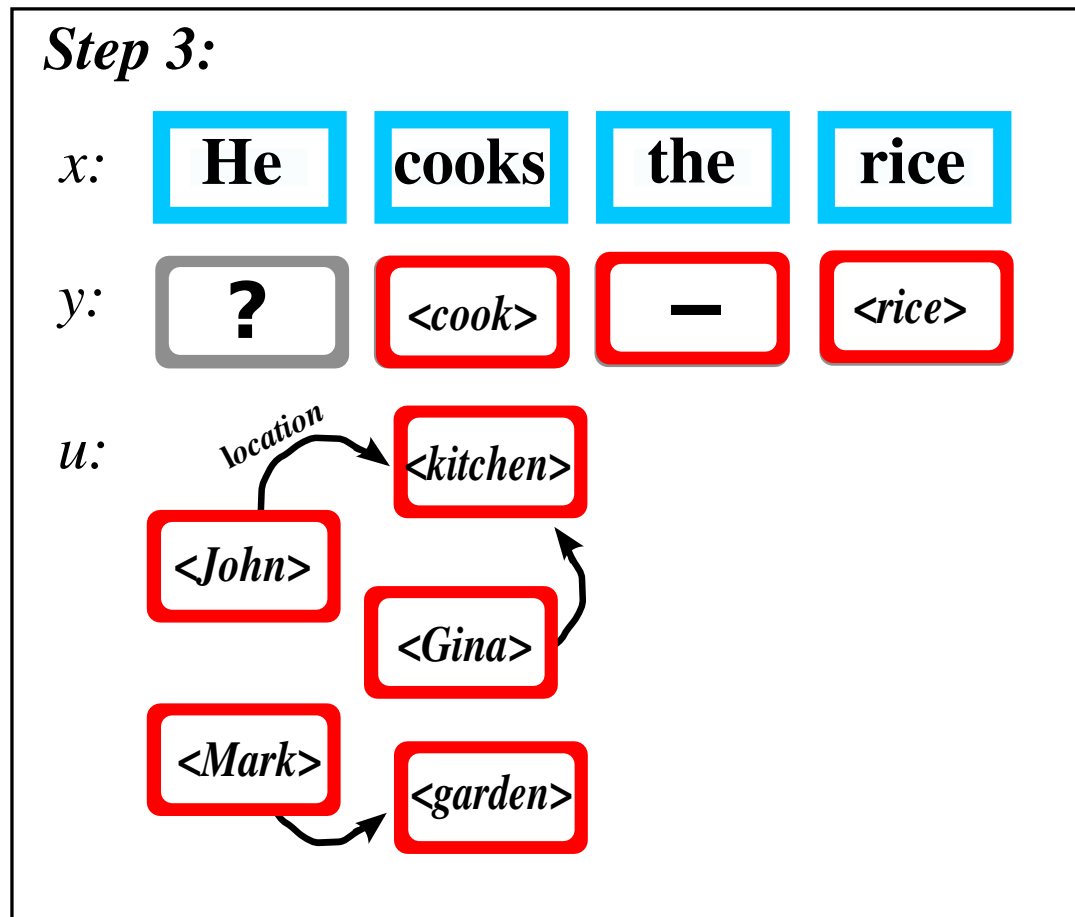 Step 3:
x: He cooks the rice
y: ? <cook> – <rice>
u: location <kitchen>
<John>
<Gina>
<Mark>
<garden>